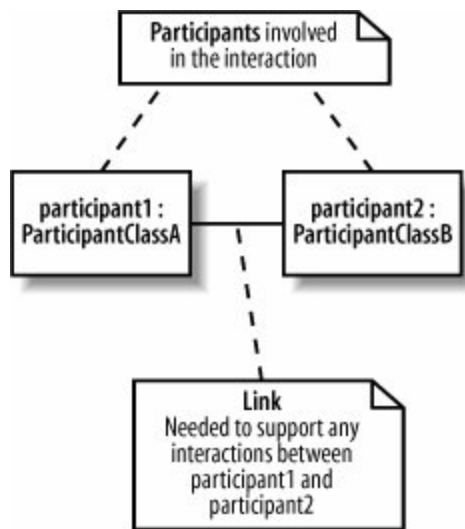 Participants involved
in the interaction
participant1 :
ParticipantClassA
participant2 :
ParticipantClassB
Link
Needed to support any
interactions between
participant1 and
participant2